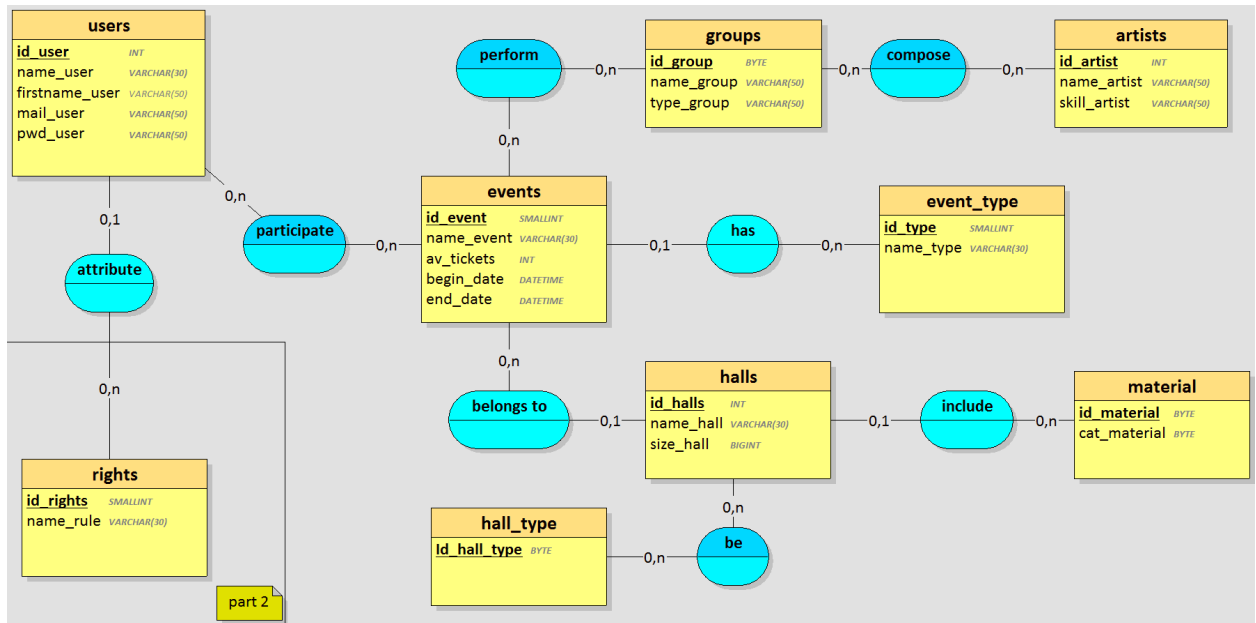 users
id_user INT
name_user VARCHAR(30)
firstname_user VARCHAR(50)
mail_user VARCHAR(50)
pwd_user VARCHAR(50)
perform
0,n
groups
id_group BYTE
name_group VARCHAR(50)
type_group VARCHAR(50)
0,n
compose
0,n
artists
id_artist INT
name_artist VARCHAR(50)
skill_artist VARCHAR(50)
0,n
0,n
participate
0,n
events
id_event SMALLINT
name_event VARCHAR(30)
av_tickets INT
begin_date DATETIME
end_date DATETIME
0,1
has
0,n
event_type
id_type SMALLINT
name_type VARCHAR(30)
0,1
attribute
0,n
rights
id_rights SMALLINT
name_rule VARCHAR(30)
part 2
0,n
belongs to
0,1
halls
id_halls INT
name_hall VARCHAR(30)
size_hall BIGINT
0,1
include
0,n
material
id_material BYTE
cat_material BYTE
0,n
be
0,n
hall_type
Id_hall_type BYTE